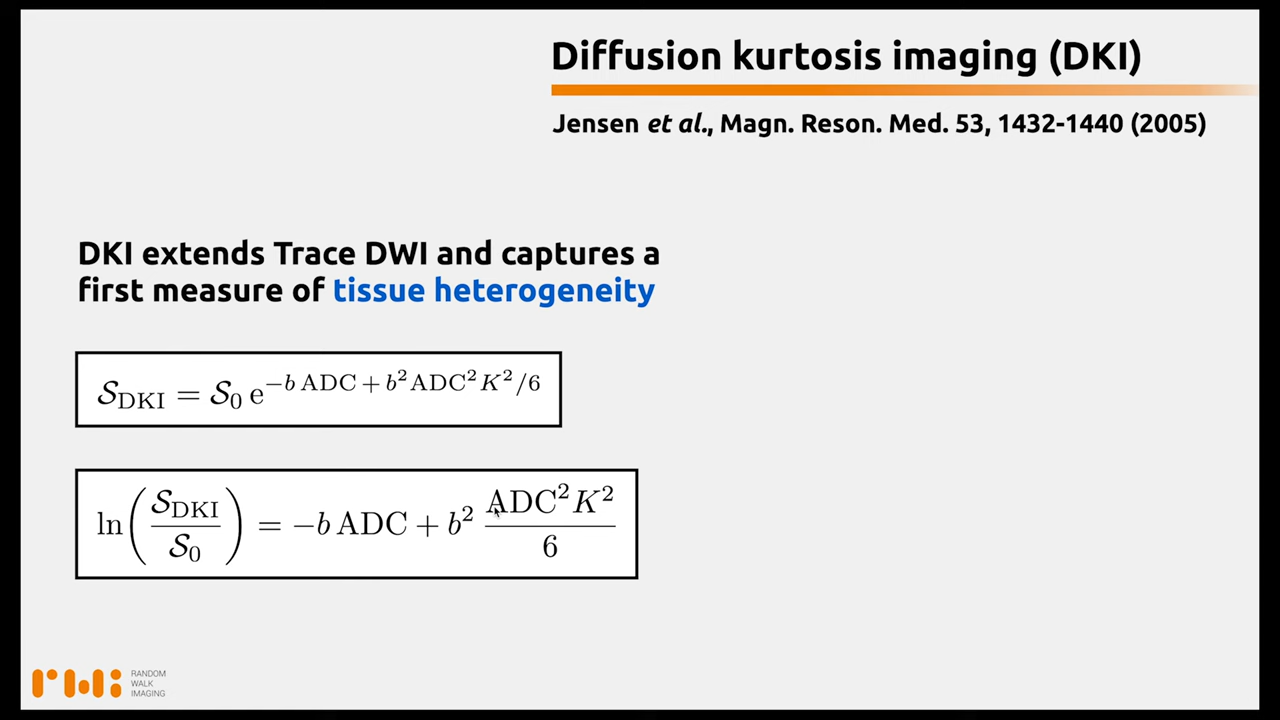 Diffusion kurtosis imaging (DKI)
Jensen et al., Magn. Reson. Med. 53, 1432-1440 (2005)
DKI extends Trace DWI and captures a
first measure of tissue heterogeneity
𝒮_DKI = 𝒮₀ e^{−b ADC + b² ADC² K²/6}
ln(𝒮_DKI / 𝒮₀) = −b ADC + b² ADC² K² / 6
RANDOM
WALK
IMAGING